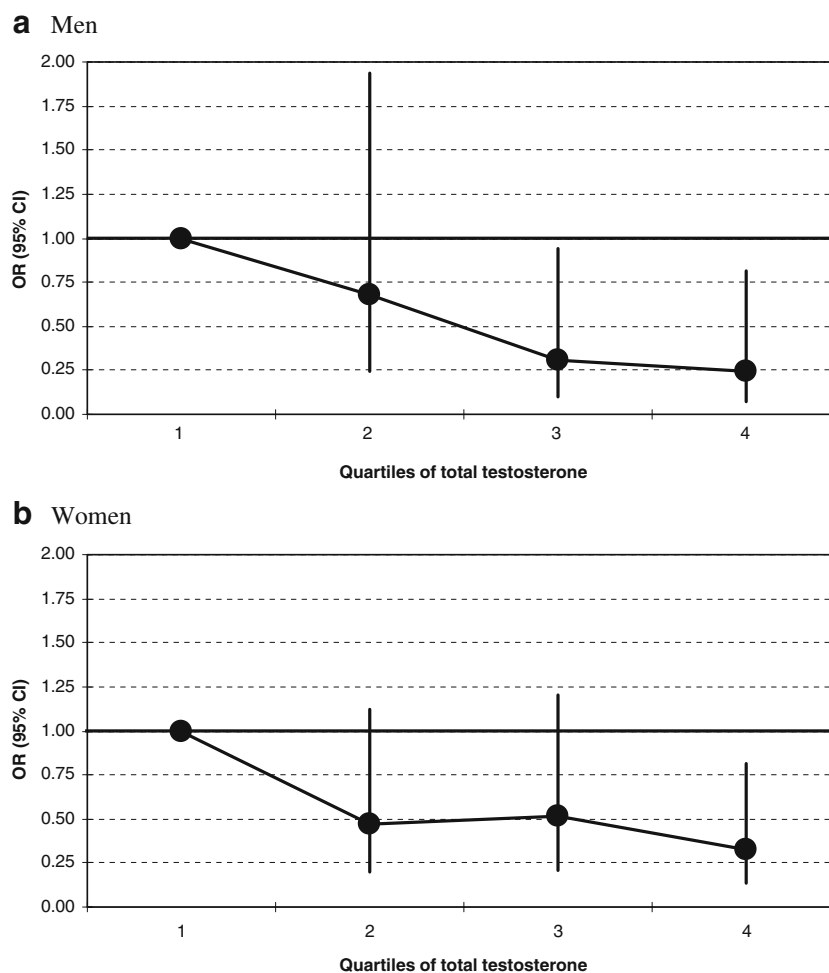 a Men
2.00
1.75
1.50
1.25
1.00
0.75
0.50
0.25
0.00
OR (95% CI)
1 2 3 4
Quartiles of total testosterone
b Women
2.00
1.75
1.50
1.25
1.00
0.75
0.50
0.25
0.00
OR (95% CI)
1 2 3 4
Quartiles of total testosterone